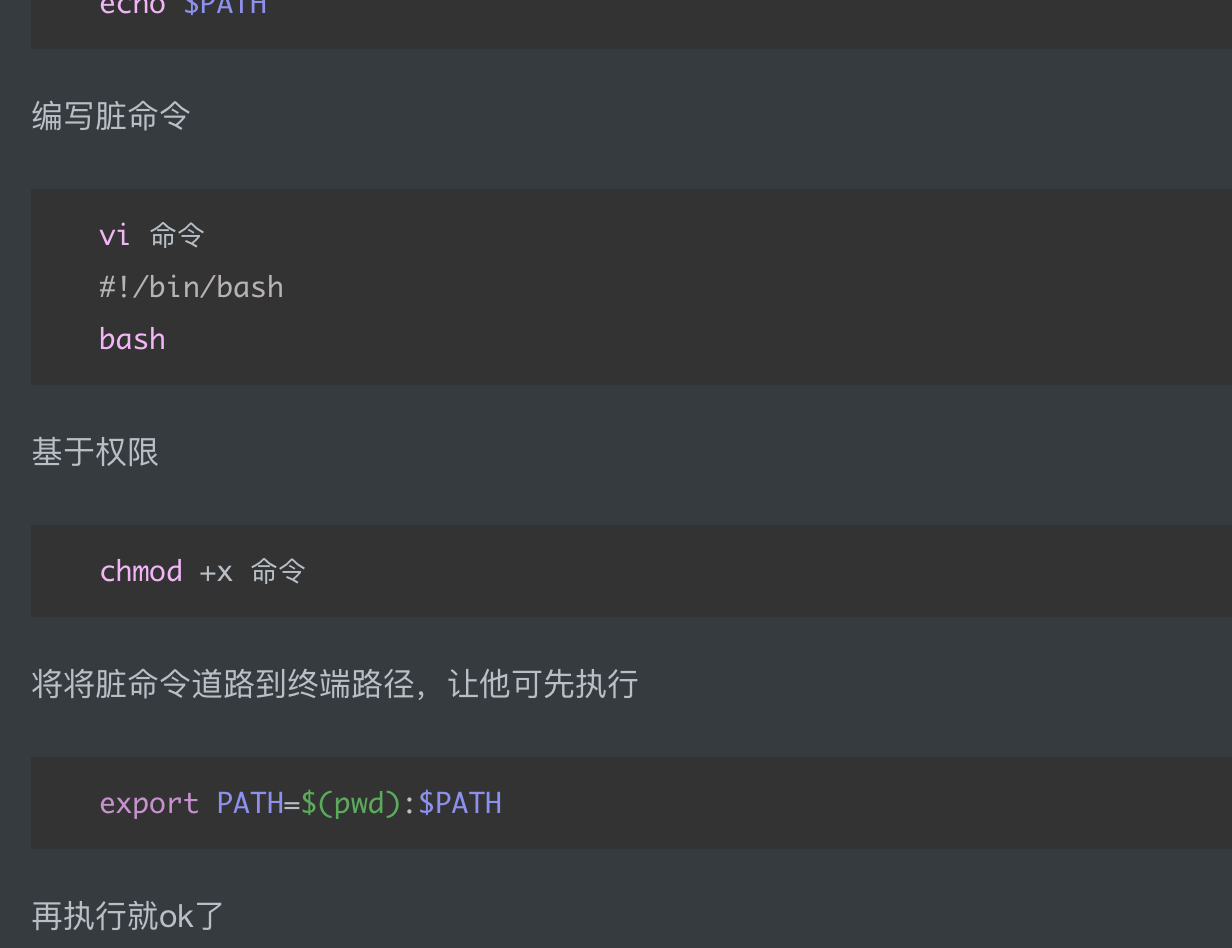 echo $PATH
编写脏命令
vi 命令
#!/bin/bash
bash
基于权限
chmod +x 命令
将将脏命令道路到终端路径，让他可先执行
export PATH=$(pwd):$PATH
再执行就ok了